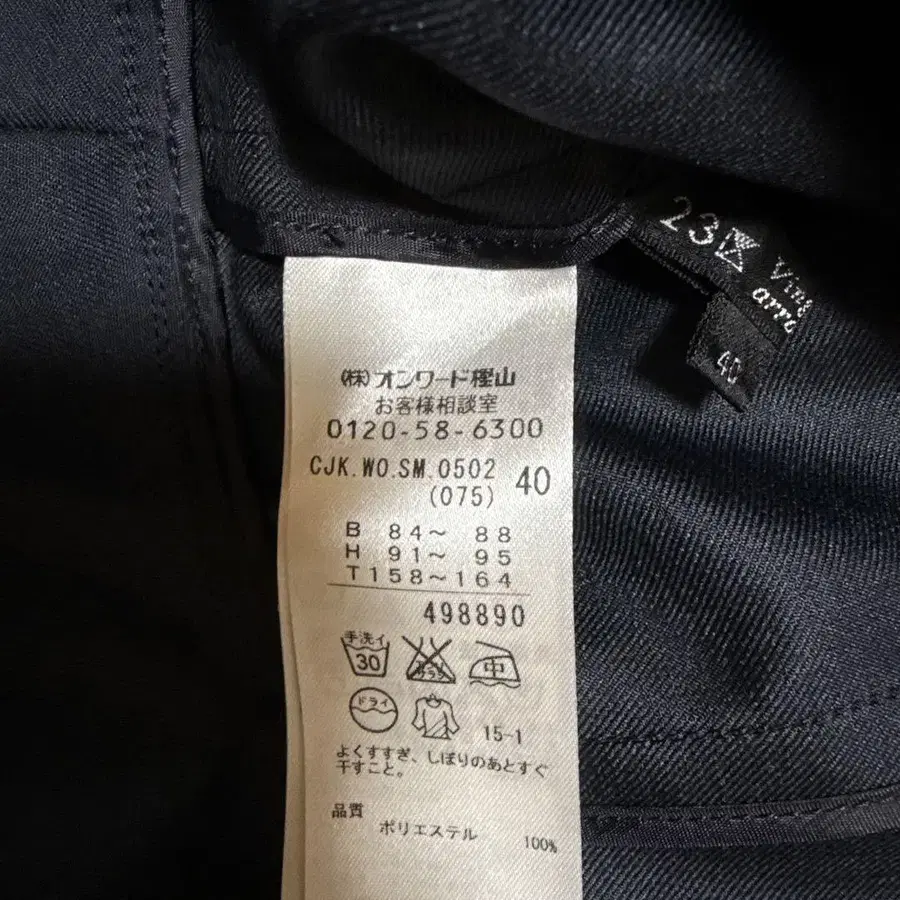 23区
40
(株)オンワード樫山
お客様相談室
0120-58-6300
CJK.WO.SM.0502
(075) 40
B 84〜 88
H 91〜 95
T158〜164
498890
手洗イ
30
中
ドライ
15-1
よくすすぎ、しぼりのあとすぐ
干すこと。
品質
ポリエステル 100%